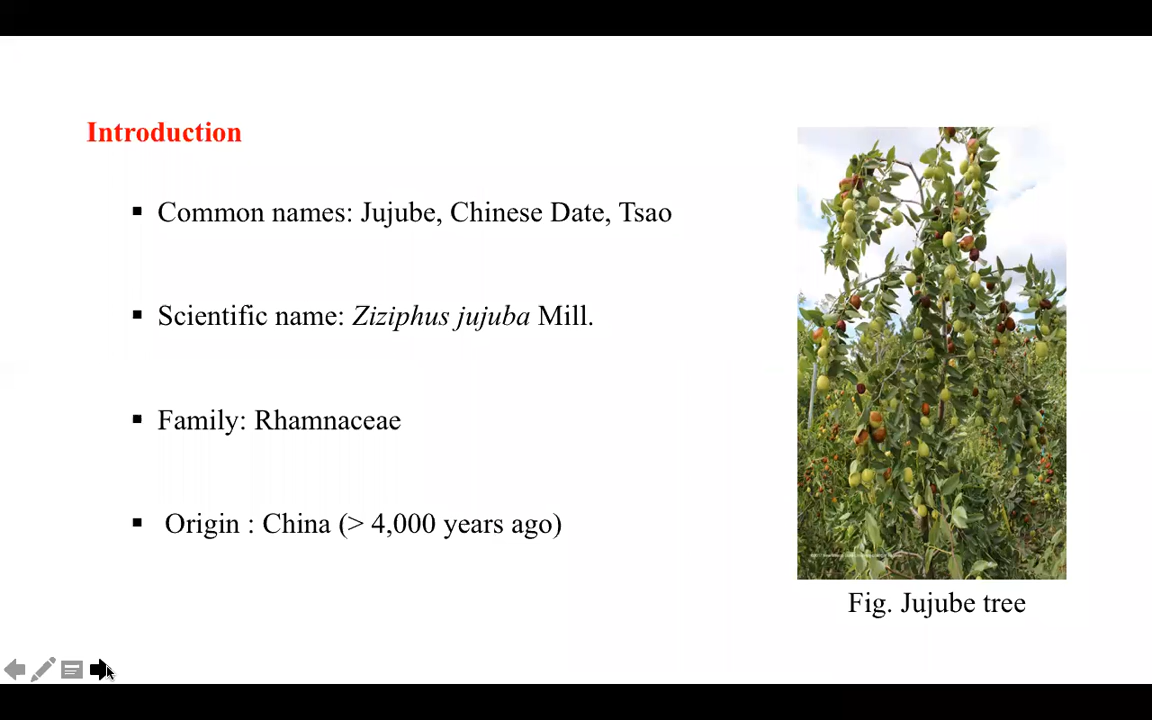 Introduction
▪ Common names: Jujube, Chinese Date, Tsao
▪ Scientific name: Ziziphus jujuba Mill.
▪ Family: Rhamnaceae
▪ Origin : China (> 4,000 years ago)
Fig. Jujube tree